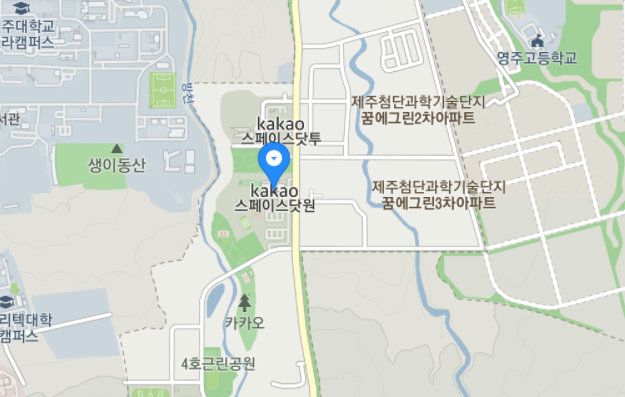 주대학교
라캠퍼스
영주고등학교
방천
제주첨단과학기술단지
꿈에그린2차아파트
서관
kakao
스페이스닷투
생이동산
kakao
스페이스닷원
제주첨단과학기술단지
꿈에그린3차아파트
리텍대학
캠퍼스
카카오
4호근린공원